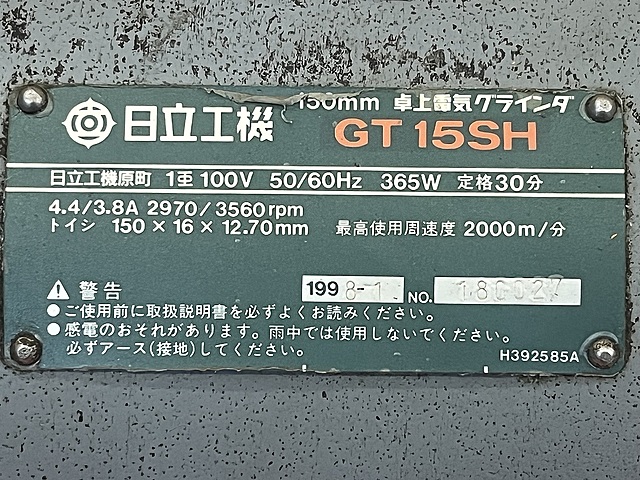 150mm 卓上電気グラインダ
日立工機 GT 15SH
日立工機原町 1亜 100V 50/60Hz 365W 定格30分
4.4/3.8A 2970/3560rpm
トイシ 150×16×12.70mm 最高使用周速度 2000m/分
1998-1 NO. 180027
⚠ 警告
●ご使用前に取扱説明書を必ずよくお読みください。
●感電のおそれがあります。雨中では使用しないでください。
必ずアース(接地)してください。
H392585A